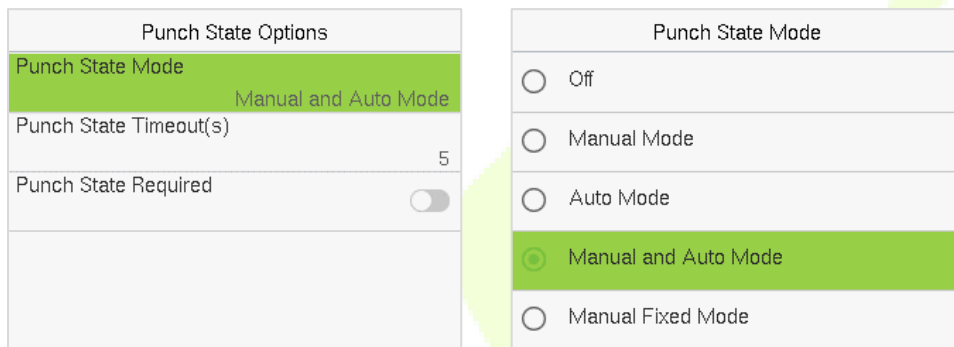 Punch State Options
Punch State Mode
Manual and Auto Mode
Punch State Timeout(s)
5
Punch State Required
Punch State Mode
Off
Manual Mode
Auto Mode
Manual and Auto Mode
Manual Fixed Mode